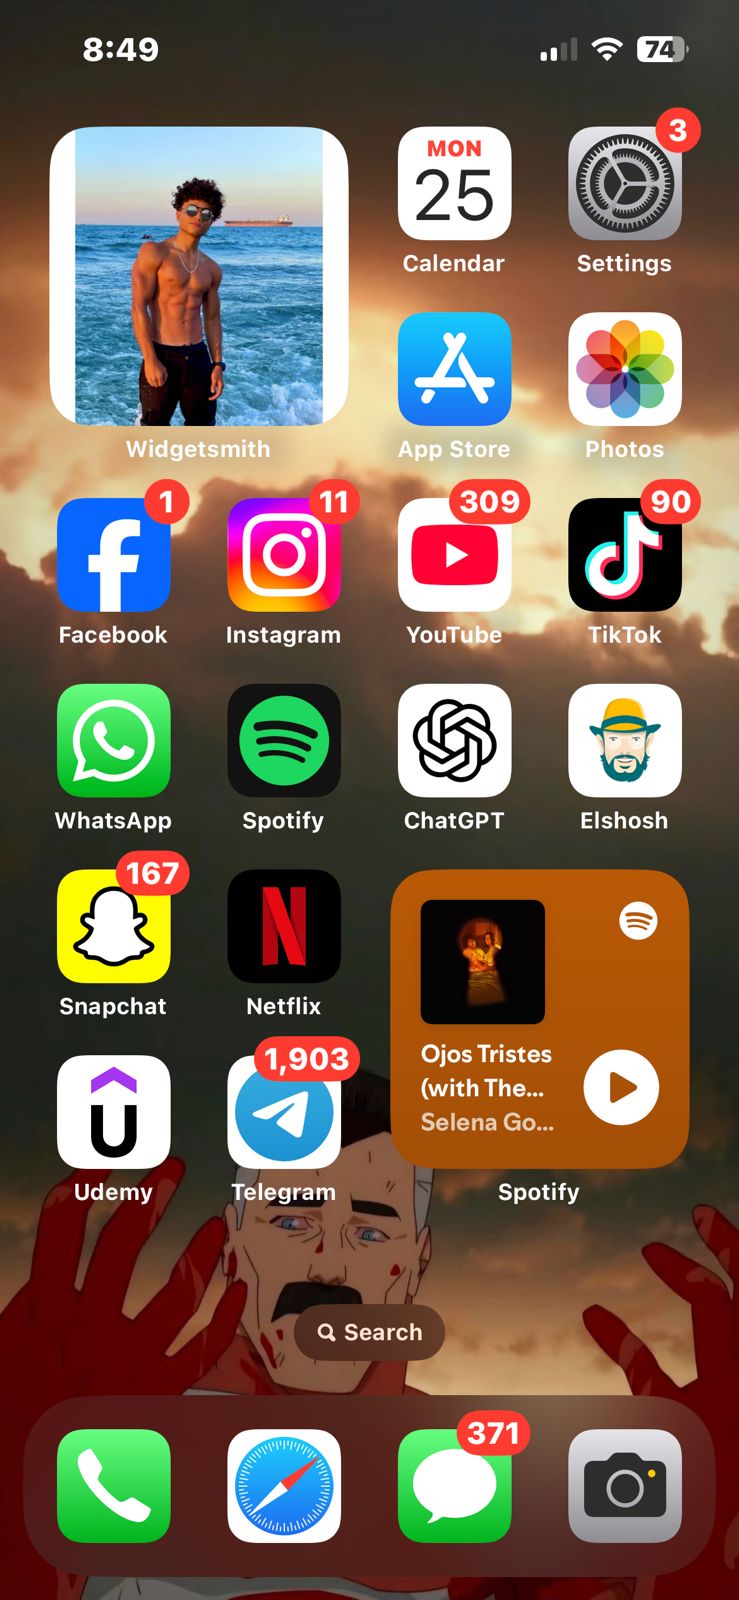 8:49
74
MON
25
Calendar
3
Settings
Widgetsmith
App Store
Photos
1
Facebook
11
Instagram
309
YouTube
90
TikTok
WhatsApp
Spotify
ChatGPT
Elshosh
167
Snapchat
N
Netflix
Ojos Tristes
(with The...
Selena Go...
Spotify
U
Udemy
1,903
Telegram
Search
371